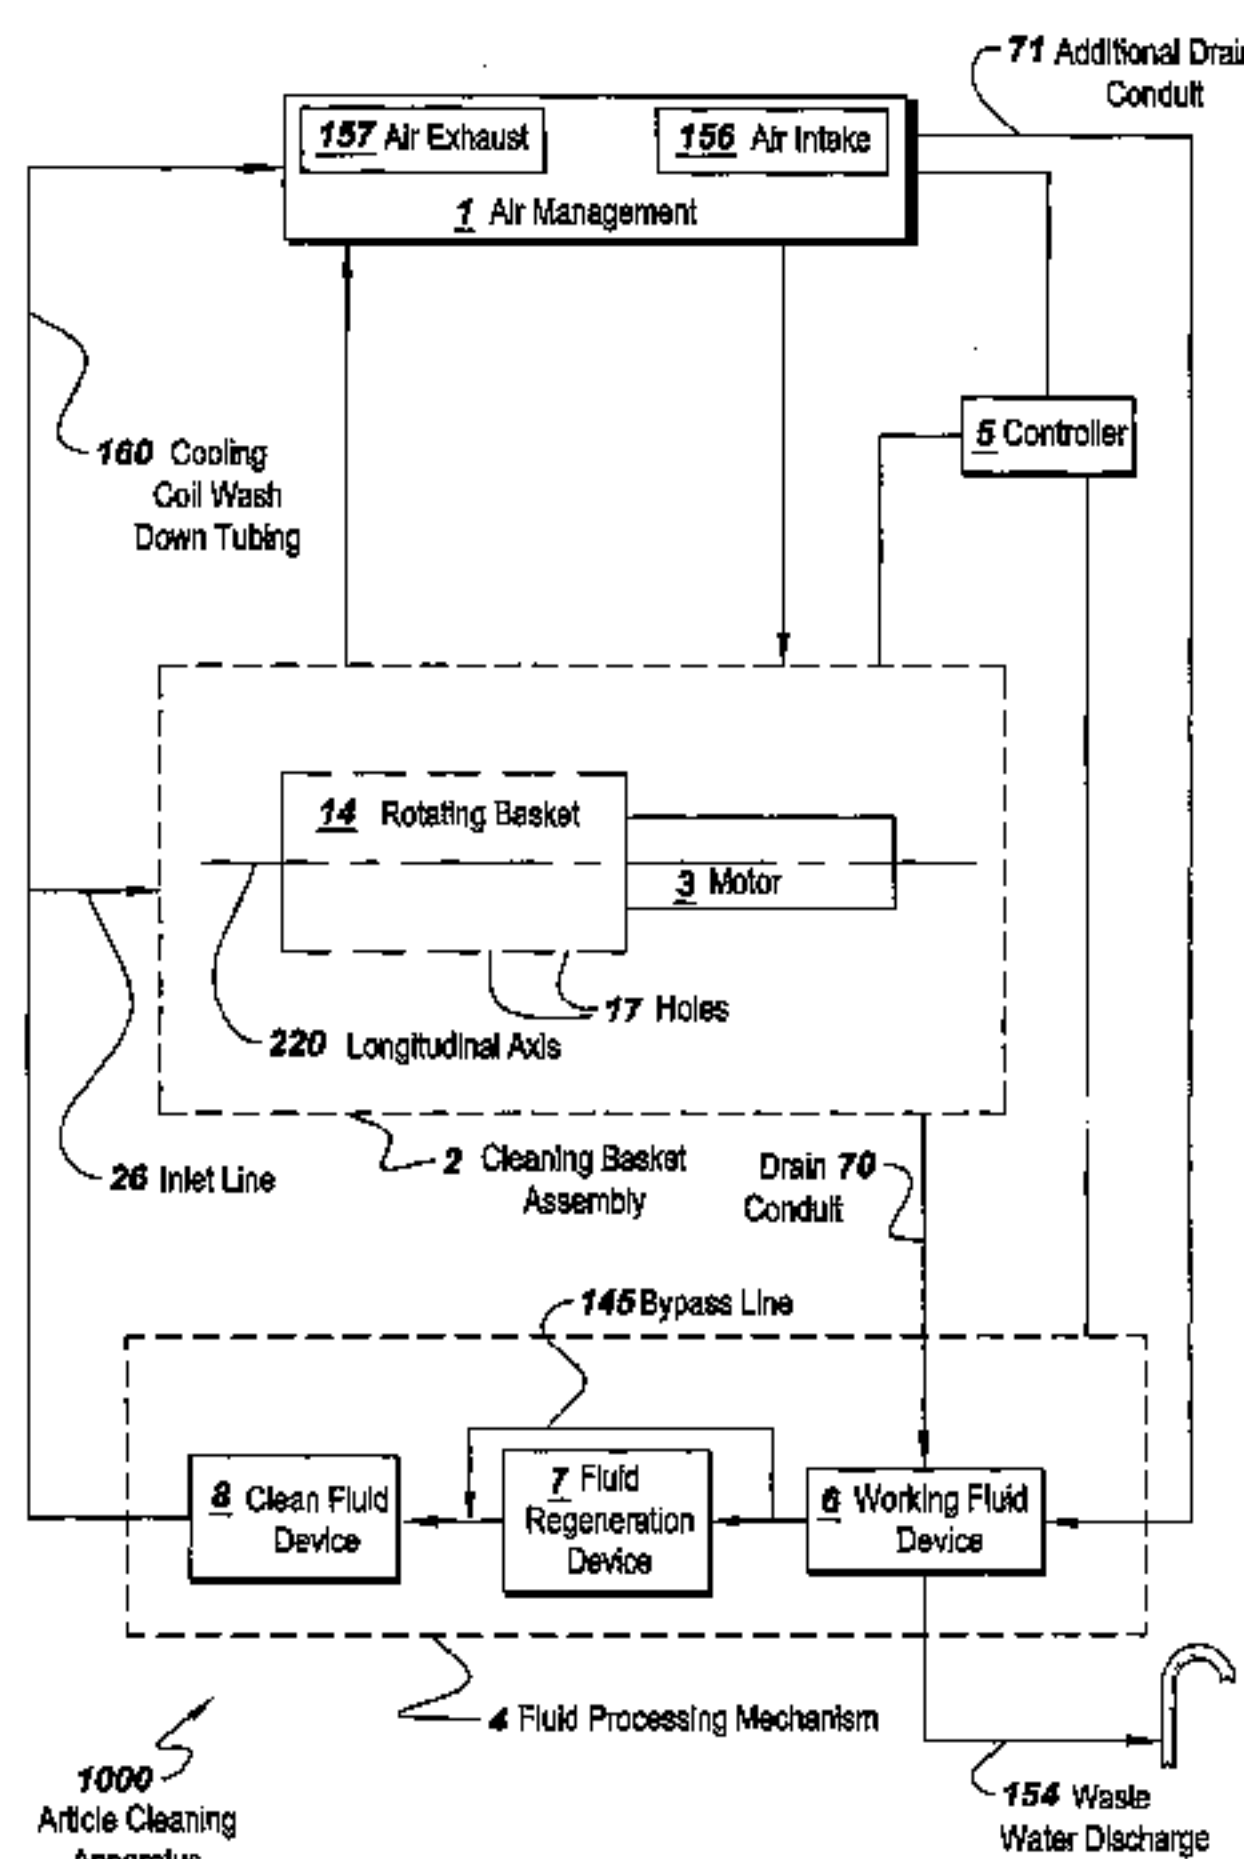 71 Additional Drai
Conduit
157 Air Exhaust
156 Air Intake
1 Air Management
5 Controller
160 Cooling
Coil Wash
Down Tubing
14 Rotating Basket
3 Motor
17 Holes
220 Longitudinal Axis
26 Inlet Line
2 Cleaning Basket
Assembly
Drain 70
Conduit
145 Bypass Line
8 Clean Fluid
Device
7 Fluid
Regeneration
Device
6 Working Fluid
Device
4 Fluid Processing Mechanism
1000
Article Cleaning
Apparatus
154 Waste
Water Discharge